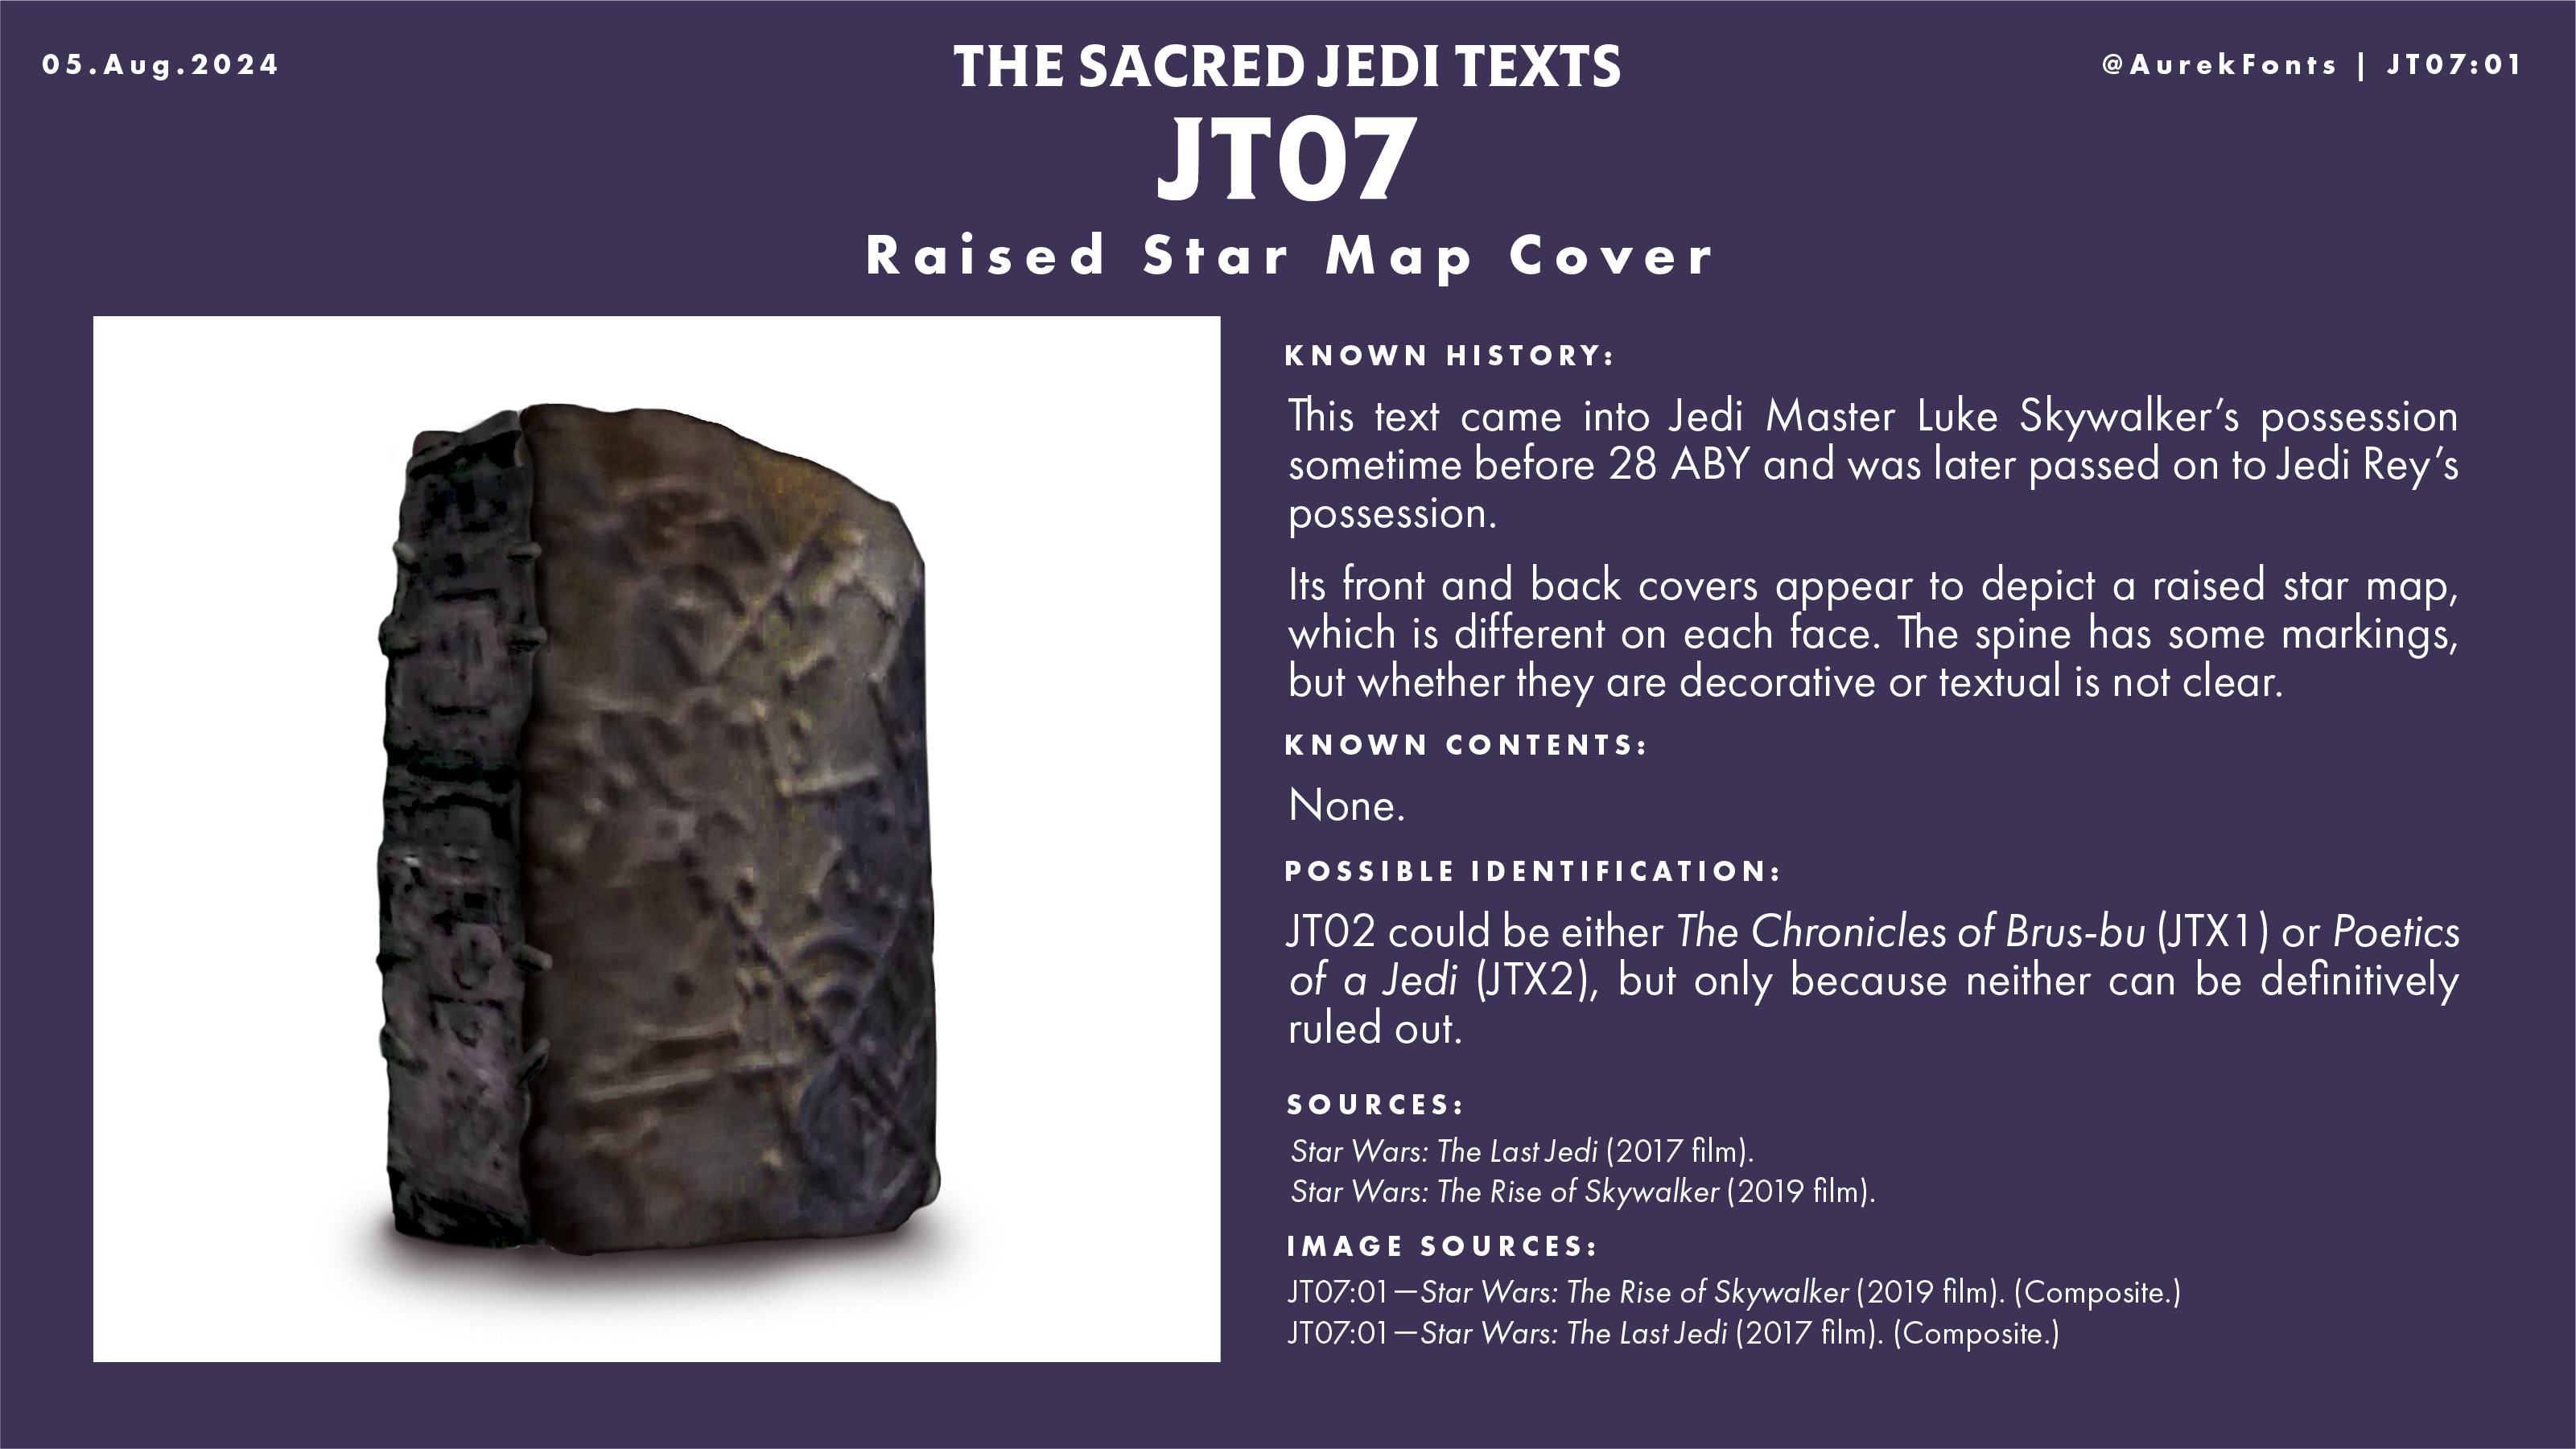 05.Aug.2024
THE SACRED JEDI TEXTS
@AurekFonts | JT07:01
JT07
Raised Star Map Cover
KNOWN HISTORY:
This text came into Jedi Master Luke Skywalker’s possession
sometime before 28 ABY and was later passed on to Jedi Rey’s
possession.
Its front and back covers appear to depict a raised star map,
which is different on each face. The spine has some markings,
but whether they are decorative or textual is not clear.
KNOWN CONTENTS:
None.
POSSIBLE IDENTIFICATION:
JT02 could be either The Chronicles of Brus-bu (JTX1) or Poetics
of a Jedi (JTX2), but only because neither can be definitively
ruled out.
SOURCES:
Star Wars: The Last Jedi (2017 film).
Star Wars: The Rise of Skywalker (2019 film).
IMAGE SOURCES:
JT07:01—Star Wars: The Rise of Skywalker (2019 film). (Composite.)
JT07:01—Star Wars: The Last Jedi (2017 film). (Composite.)